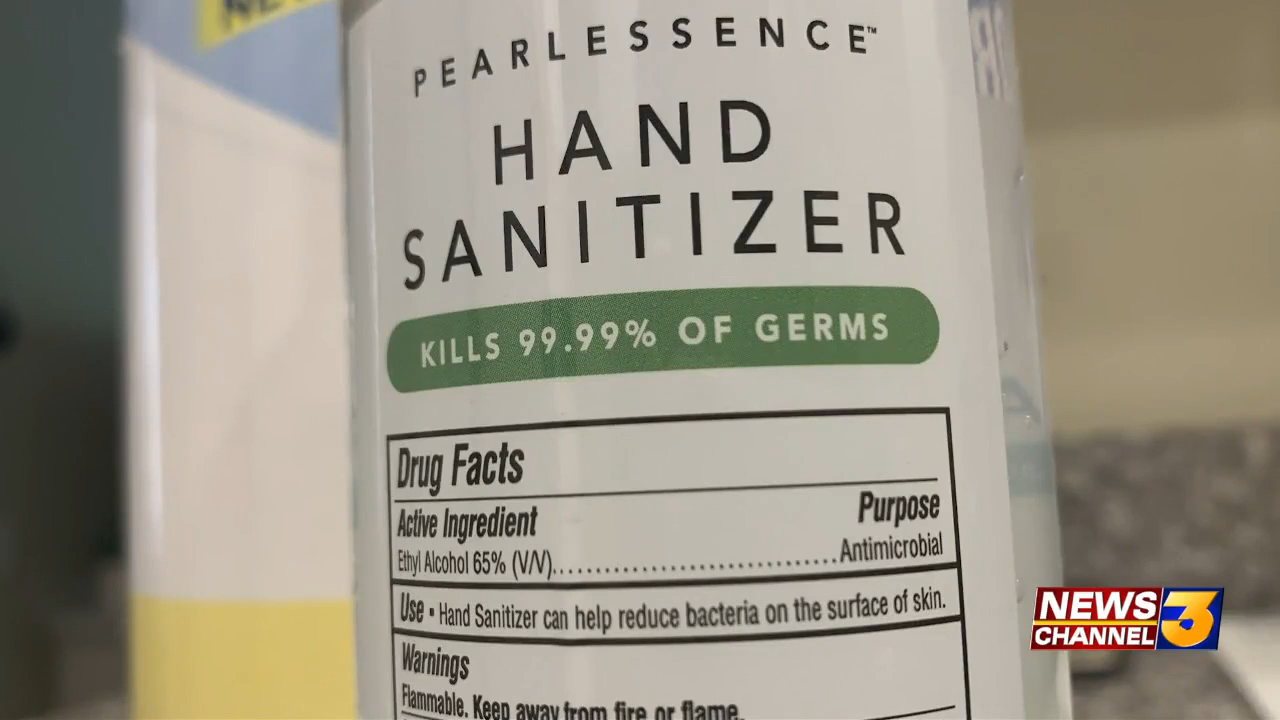 PEARLESSENCE™
HAND
SANITIZER
KILLS 99.99% OF GERMS
Drug Facts
Active Ingredient Purpose
Ethyl Alcohol 65% (V/V)....................................Antimicrobial
Use ▪ Hand Sanitizer can help reduce bacteria on the surface of skin.
Warnings
Flammable. Keep away from fire or flame.
NEWS
CHANNEL
3